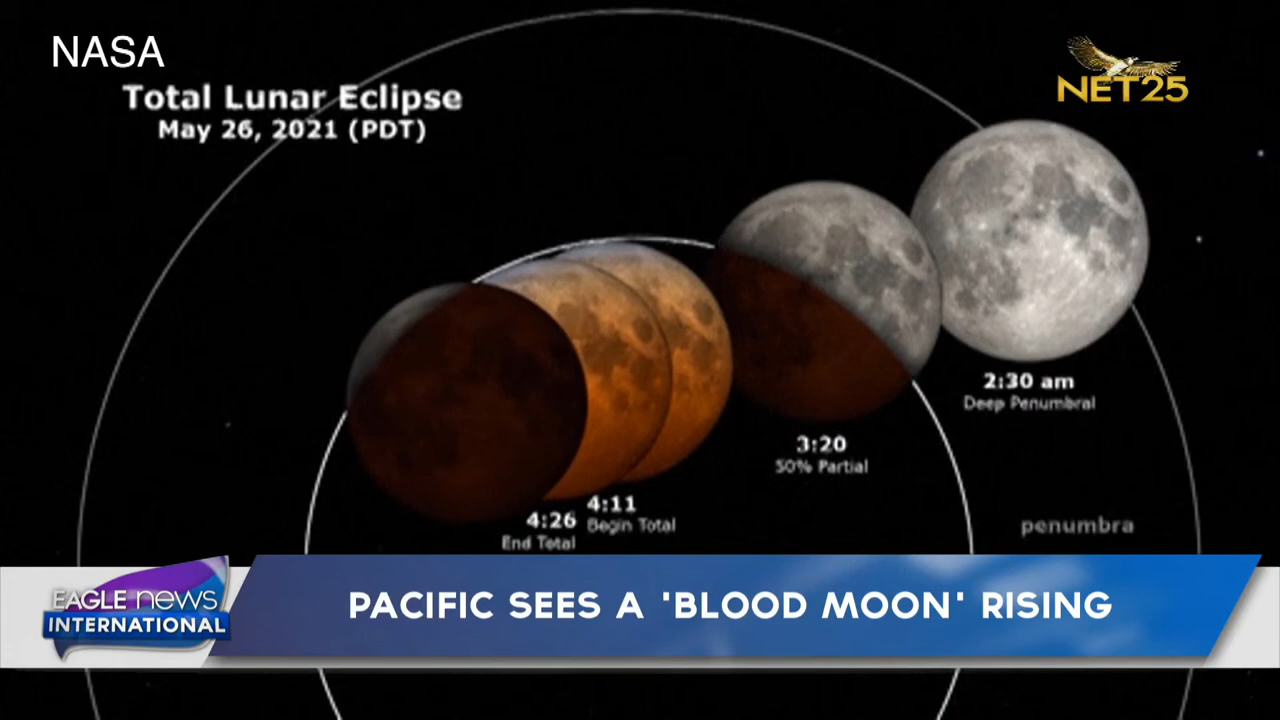 NASA
NET25
Total Lunar Eclipse
May 26, 2021 (PDT)
2:30 am
Deep Penumbral
3:20
50% Partial
4:11
Begin Total
4:26
End Total
penumbra
EAGLE news
INTERNATIONAL
PACIFIC SEES A 'BLOOD MOON' RISING